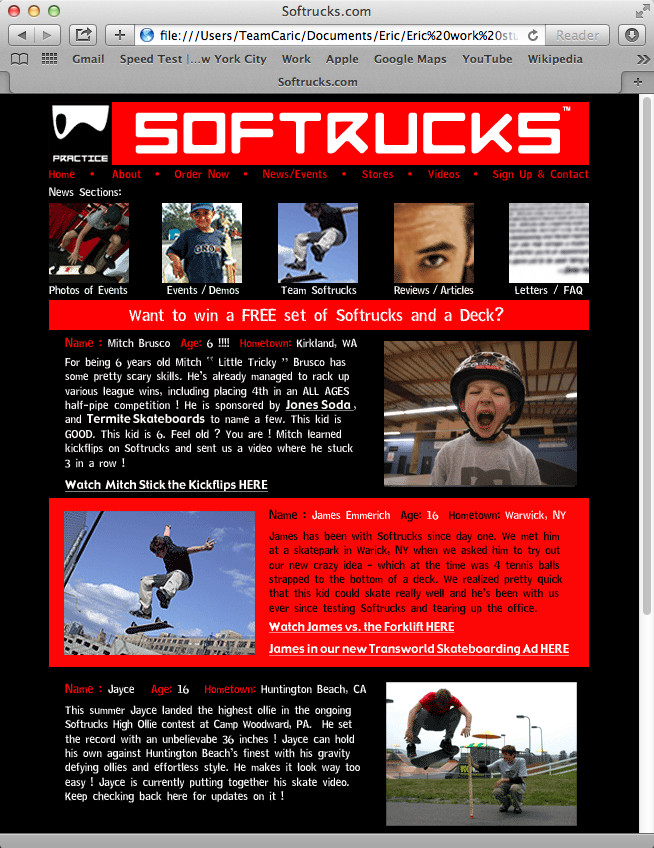 Softrucks.com
file:///Users/TeamCaric/Documents/Eric/Eric%20work%20stu
Reader
Gmail Speed Test |...w York City Work Apple Google Maps YouTube Wikipedia
Softrucks.com
PRACTICE
SOFTRUCKS™
Home • About • Order Now • News/Events • Stores • Videos • Sign Up & Contact
News Sections:
Photos of Events Events / Demos Team Softrucks Reviews / Articles Letters / FAQ
Want to win a FREE set of Softrucks and a Deck?
Name : Mitch Brusco Age: 6 !!!! Hometown: Kirkland, WA
For being 6 years old Mitch “ Little Tricky ” Brusco has
some pretty scary skills. He's already managed to rack up
various league wins, including placing 4th in an ALL AGES
half-pipe competition ! He is sponsored by Jones Soda ,
and Termite Skateboards to name a few. This kid is
GOOD. This kid is 6. Feel old ? You are ! Mitch learned
kickflips on Softrucks and sent us a video where he stuck
3 in a row !
Watch Mitch Stick the Kickflips HERE
Name : James Emmerich Age: 16 Hometown: Warwick, NY
James has been with Softrucks since day one. We met him
at a skatepark in Warick, NY when we asked him to try out
our new crazy idea - which at the time was 4 tennis balls
strapped to the bottom of a deck. We realized pretty quick
that this kid could skate really well and he's been with us
ever since testing Softrucks and tearing up the office.
Watch James vs. the Forklift HERE
James in our new Transworld Skateboarding Ad HERE
Name : Jayce Age: 16 Hometown: Huntington Beach, CA
This summer Jayce landed the highest ollie in the ongoing
Softrucks High Ollie contest at Camp Woodward, PA. He set
the record with an unbelievabe 36 inches ! Jayce can hold
his own against Huntington Beach's finest with his gravity
defying ollies and effortless style. He makes it look way too
easy ! Jayce is currently putting together his skate video.
Keep checking back here for updates on it !